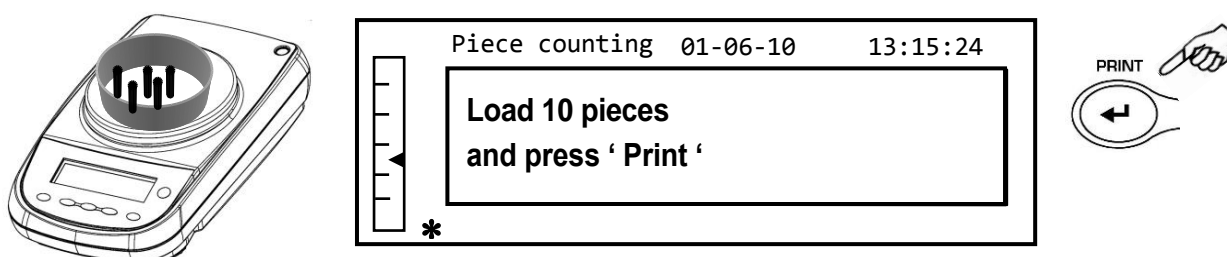 Piece counting 01-06-10 13:15:24
PRINT
Load 10 pieces
and press ‘ Print ‘
*